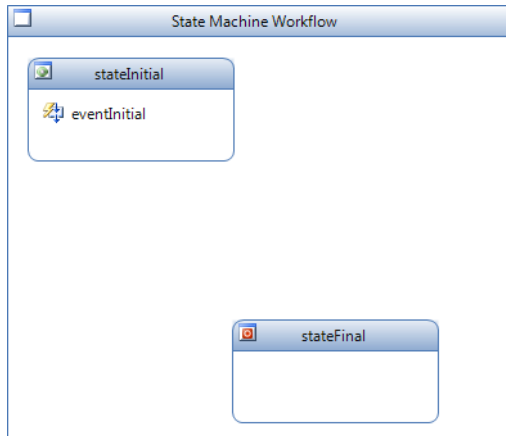 State Machine Workflow
stateInitial
eventInitial
stateFinal